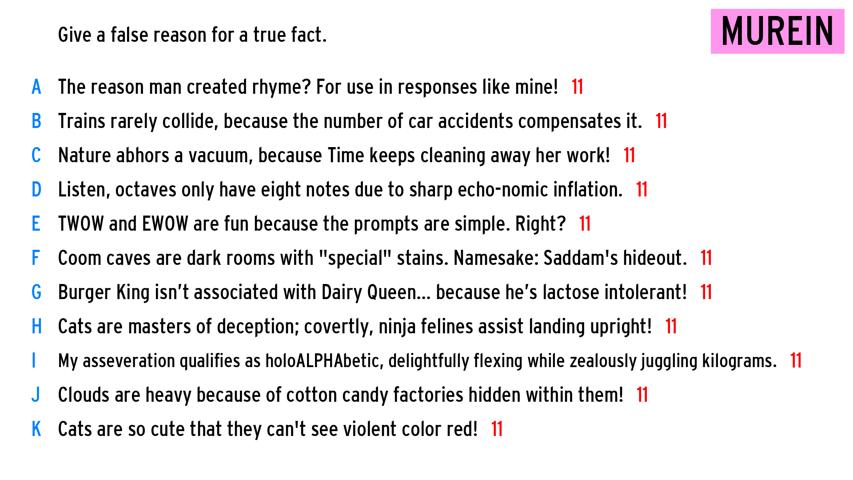 Give a false reason for a true fact.
MUREIN
A The reason man created rhyme? For use in responses like mine! 11
B Trains rarely collide, because the number of car accidents compensates it. 11
C Nature abhors a vacuum, because Time keeps cleaning away her work! 11
D Listen, octaves only have eight notes due to sharp echo-nomic inflation. 11
E TWOW and EWOW are fun because the prompts are simple. Right? 11
F Coom caves are dark rooms with "special" stains. Namesake: Saddam's hideout. 11
G Burger King isn’t associated with Dairy Queen... because he’s lactose intolerant! 11
H Cats are masters of deception; covertly, ninja felines assist landing upright! 11
I My asseveration qualifies as holoALPHAbetic, delightfully flexing while zealously juggling kilograms. 11
J Clouds are heavy because of cotton candy factories hidden within them! 11
K Cats are so cute that they can't see violent color red! 11